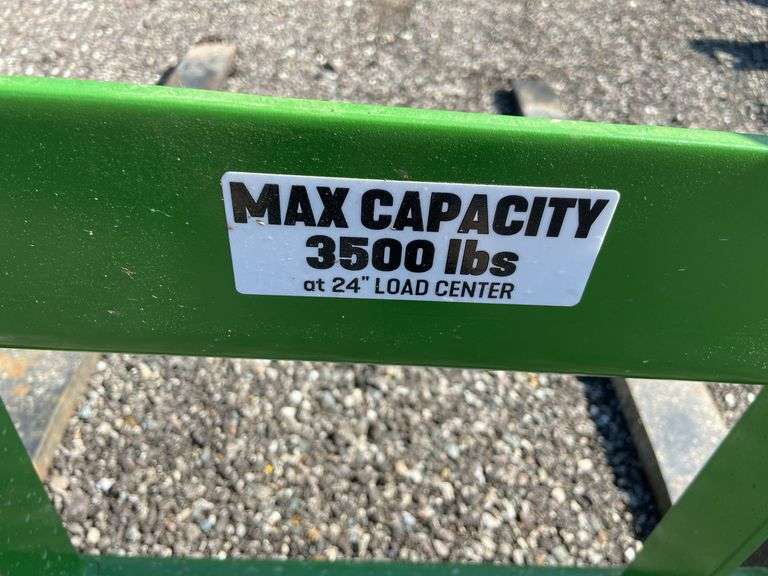 MAX CAPACITY
3500 lbs
at 24" LOAD CENTER